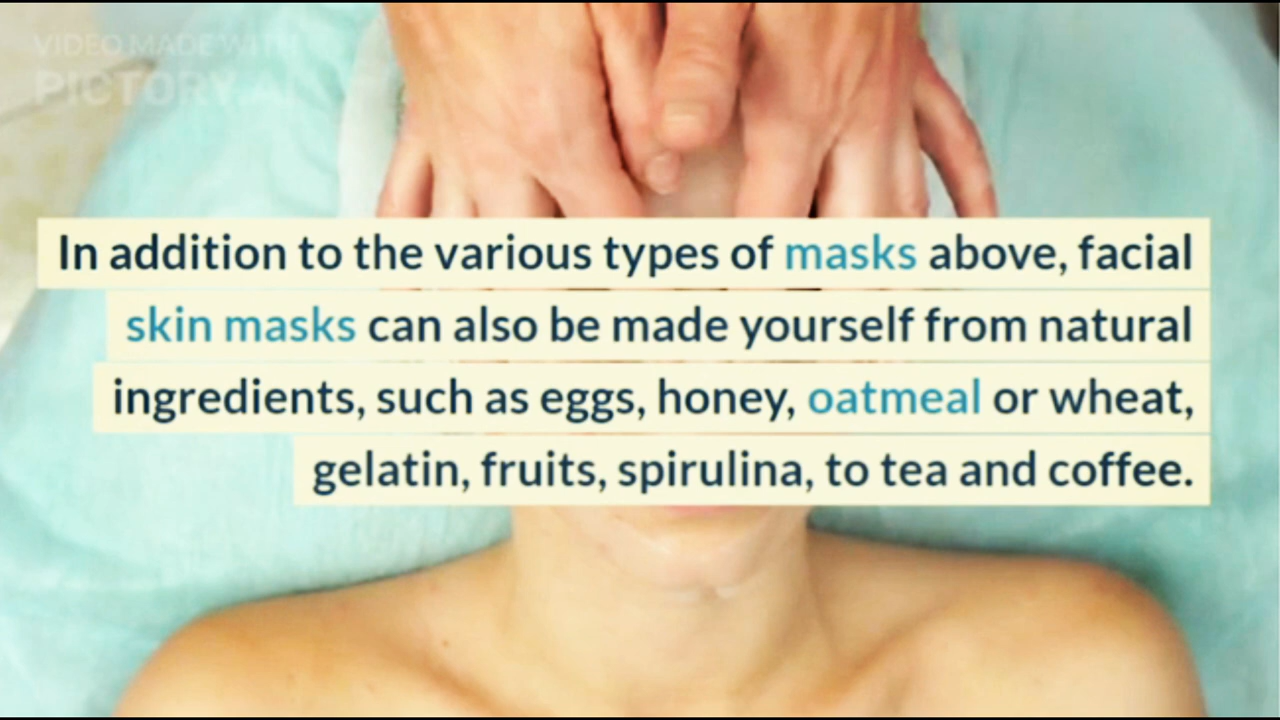 VIDEO MADE WITH
PICTORY.AI
In addition to the various types of masks above, facial
skin masks can also be made yourself from natural
ingredients, such as eggs, honey, oatmeal or wheat,
gelatin, fruits, spirulina, to tea and coffee.